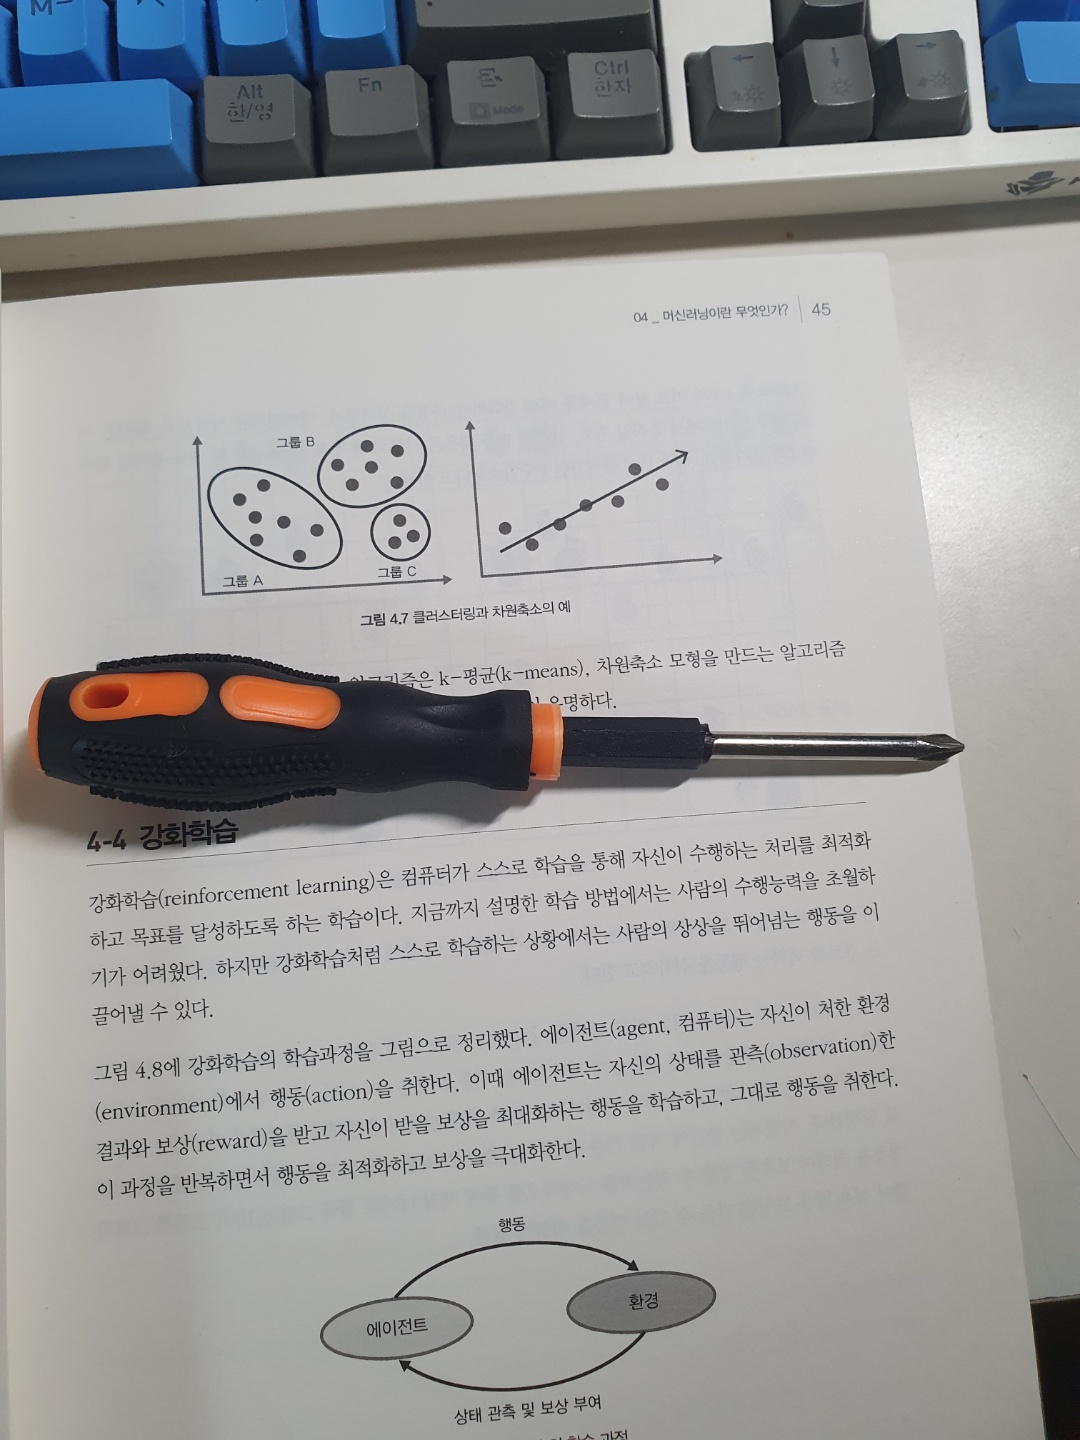 M
Alt
한/영
Fn
Mode
Ctrl
한자
04 _ 머신러닝이란 무엇인가? 45
그룹 B
그룹 A
그룹 C
그림 4.7 클러스터링과 차원축소의 예
알고리즘은 k-평균(k-means), 차원축소 모형을 만드는 알고리즘
유명하다.
4-4 강화학습
강화학습(reinforcement learning)은 컴퓨터가 스스로 학습을 통해 자신이 수행하는 처리를 최적화
하고 목표를 달성하도록 하는 학습이다. 지금까지 설명한 학습 방법에서는 사람의 수행능력을 초월하
기가 어려웠다. 하지만 강화학습처럼 스스로 학습하는 상황에서는 사람의 상상을 뛰어넘는 행동을 이
끌어낼 수 있다.
그림 4.8에 강화학습의 학습과정을 그림으로 정리했다. 에이전트(agent, 컴퓨터)는 자신이 처한 환경
(environment)에서 행동(action)을 취한다. 이때 에이전트는 자신의 상태를 관측(observation)한
결과와 보상(reward)을 받고 자신이 받을 보상을 최대화하는 행동을 학습하고, 그대로 행동을 취한다.
이 과정을 반복하면서 행동을 최적화하고 보상을 극대화한다.
행동
에이전트
환경
상태 관측 및 보상 부여
학습 과정